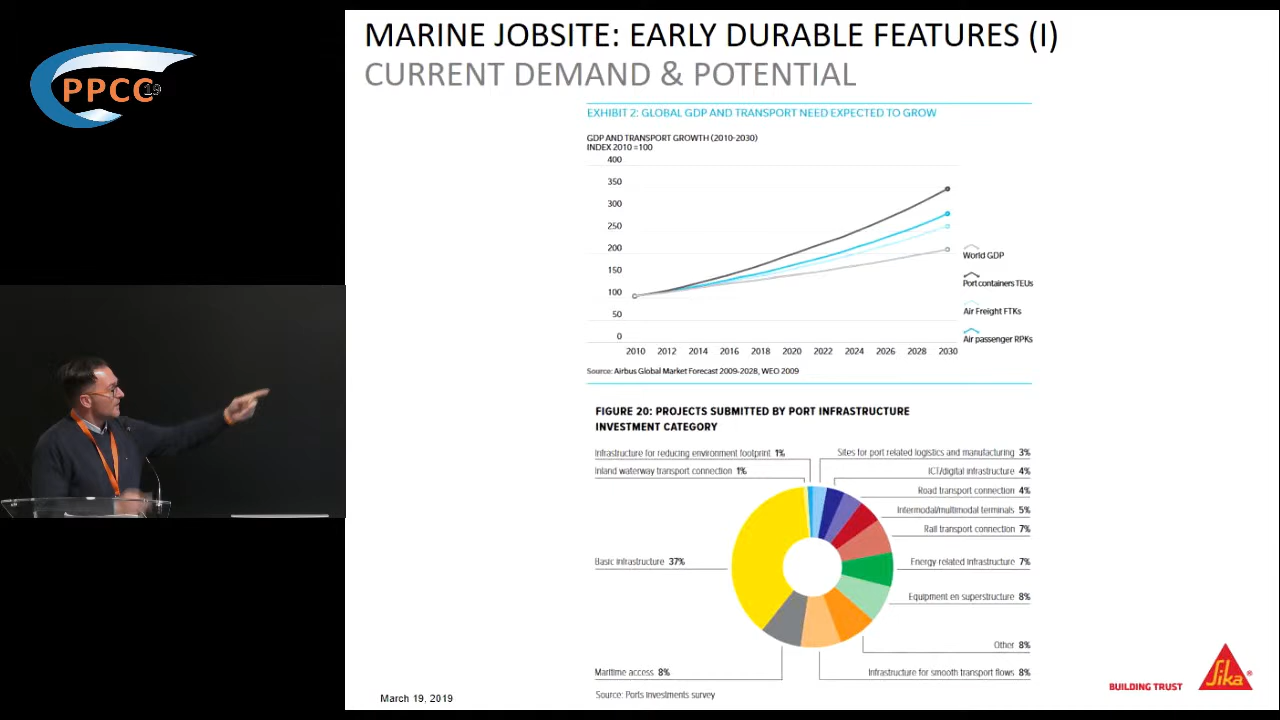 PPCC 19
MARINE JOBSITE: EARLY DURABLE FEATURES (I)
CURRENT DEMAND & POTENTIAL
EXHIBIT 2: GLOBAL GDP AND TRANSPORT NEED EXPECTED TO GROW
GDP AND TRANSPORT GROWTH (2010-2030)
INDEX 2010 =100
400
350
300
250
200
150
100
50
0
2010 2012 2014 2016 2018 2020 2022 2024 2026 2028 2030
World GDP
Port containers TEUs
Air Freight FTKs
Air passenger RPKs
Source: Airbus Global Market Forecast 2009-2028, WEO 2009
FIGURE 20: PROJECTS SUBMITTED BY PORT INFRASTRUCTURE
INVESTMENT CATEGORY
Infrastructure for reducing environment footprint 1%
Inland waterway transport connection 1%
Basic infrastructure 37%
Maritime access 8%
Sites for port related logistics and manufacturing 3%
ICT/digital infrastructure 4%
Road transport connection 4%
Intermodal/multimodal terminals 5%
Rail transport connection 7%
Energy related infrastructure 7%
Equipment en superstructure 8%
Other 8%
Infrastructure for smooth transport flows 8%
Source: Ports Investments survey
March 19, 2019
BUILDING TRUST
Sika®